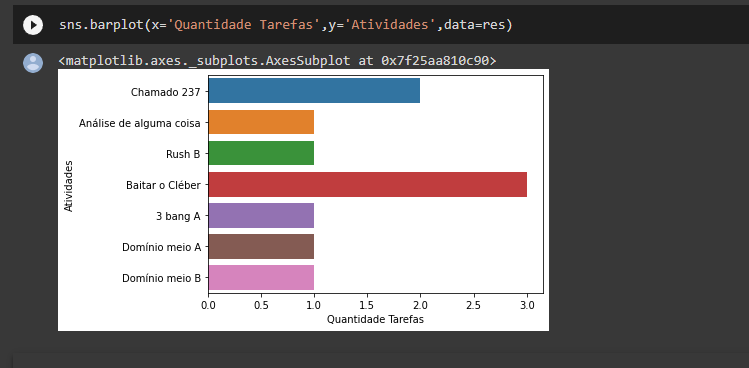 sns.barplot(x='Quantidade Tarefas',y='Atividades',data=res)
<matplotlib.axes._subplots.AxesSubplot at 0x7f25aa810c90>
Chamado 237
Análise de alguma coisa
Rush B
Baitar o Cléber
3 bang A
Domínio meio A
Domínio meio B
Atividades
0.0 0.5 1.0 1.5 2.0 2.5 3.0
Quantidade Tarefas